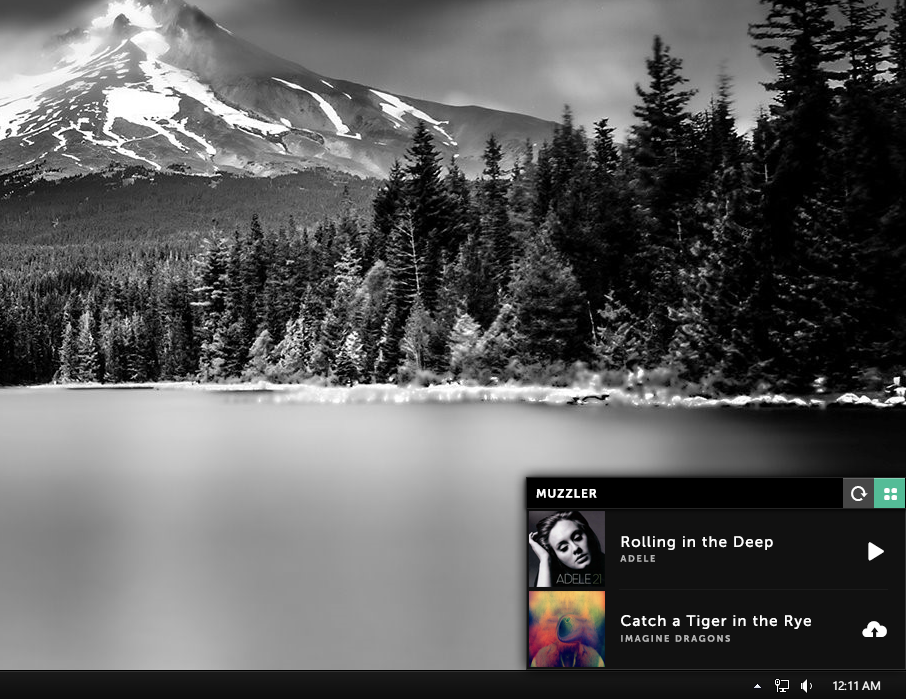 MUZZLER
Rolling in the Deep
ADELE
ADELE 21
Catch a Tiger in the Rye
IMAGINE DRAGONS
12:11 AM